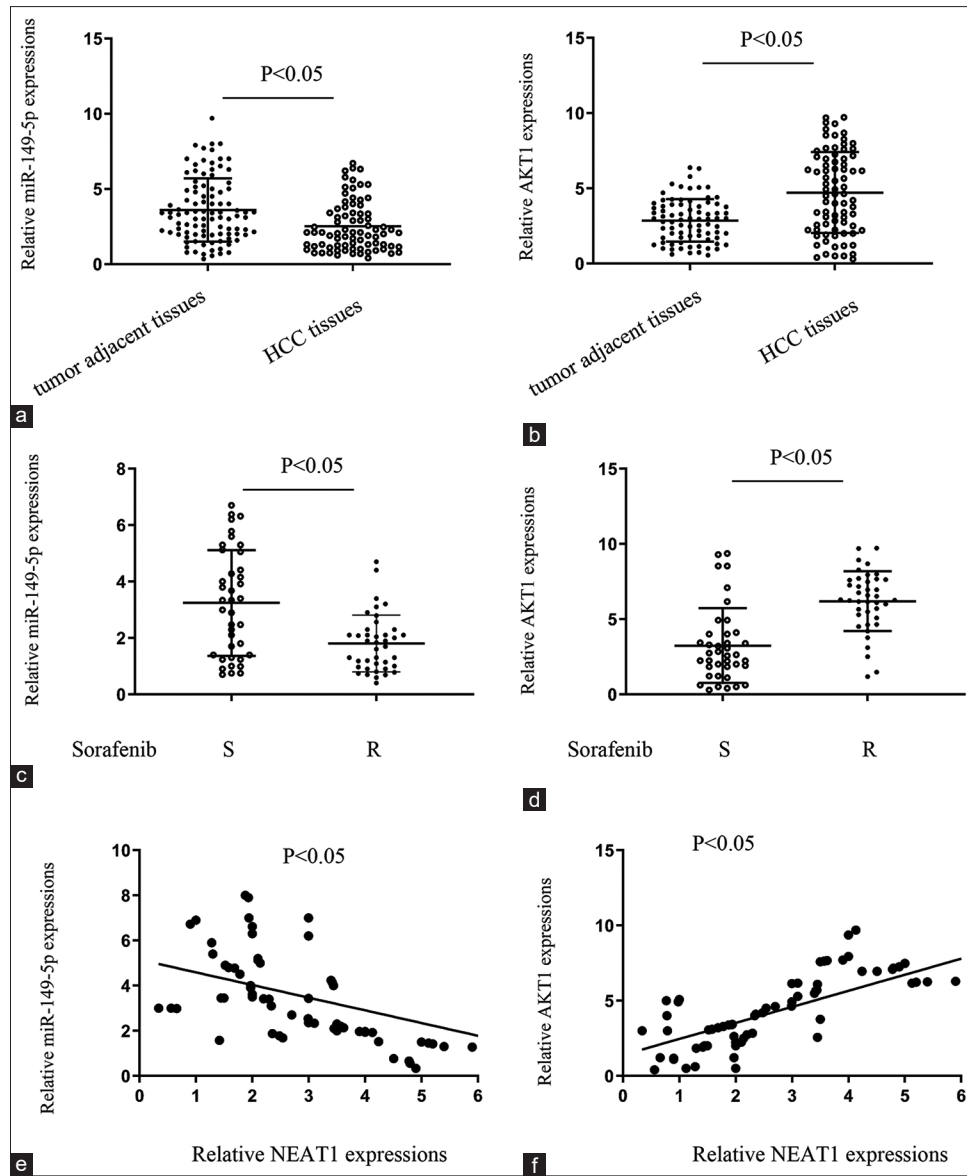 Relative miR-149-5p expressions
15
10
5
0
P<0.05
tumor adjacent tissues
HCC tissues
a
Relative AKT1 expressions
15
10
5
0
P<0.05
tumor adjacent tissues
HCC tissues
b
Relative miR-149-5p expressions
8
6
4
2
0
P<0.05
Sorafenib S R
c
Relative AKT1 expressions
15
10
5
0
P<0.05
Sorafenib S R
d
Relative miR-149-5p expressions
10
8
6
4
2
0
P<0.05
0 1 2 3 4 5 6
Relative NEAT1 expressions
e
Relative AKT1 expressions
15
10
5
0
P<0.05
0 1 2 3 4 5 6
Relative NEAT1 expressions
f